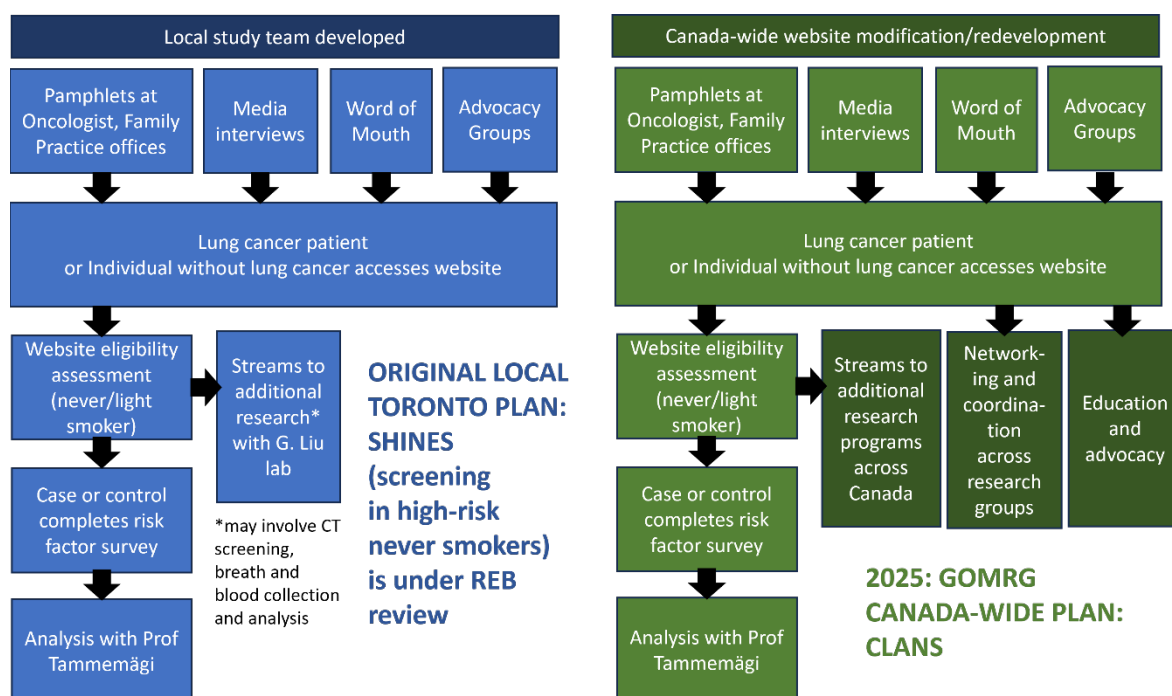 Local study team developed
Pamphlets at
Oncologist, Family
Practice offices
Media
interviews
Word of
Mouth
Advocacy
Groups
Lung cancer patient
or Individual without lung cancer accesses website
Website eligibility
assessment
(never/light
smoker)
Streams to
additional
research*
with G. Liu
lab
Case or control
completes risk
factor survey
*may involve CT
screening,
breath and
blood collection
and analysis
Analysis with Prof
Tammemägi
ORIGINAL LOCAL
TORONTO PLAN:
SHINES
(screening
in high-risk
never smokers)
is under REB
review
Canada-wide website modification/redevelopment
Pamphlets at
Oncologist, Family
Practice offices
Media
interviews
Word of
Mouth
Advocacy
Groups
Lung cancer patient
or Individual without lung cancer accesses website
Website eligibility
assessment
(never/light
smoker)
Streams to
additional
research
programs
across
Canada
Network-
ing and
coordina-
tion
across
research
groups
Education
and
advocacy
Case or control
completes risk
factor survey
Analysis with Prof
Tammemägi
2025: GOMRG
CANADA-WIDE PLAN:
CLANS